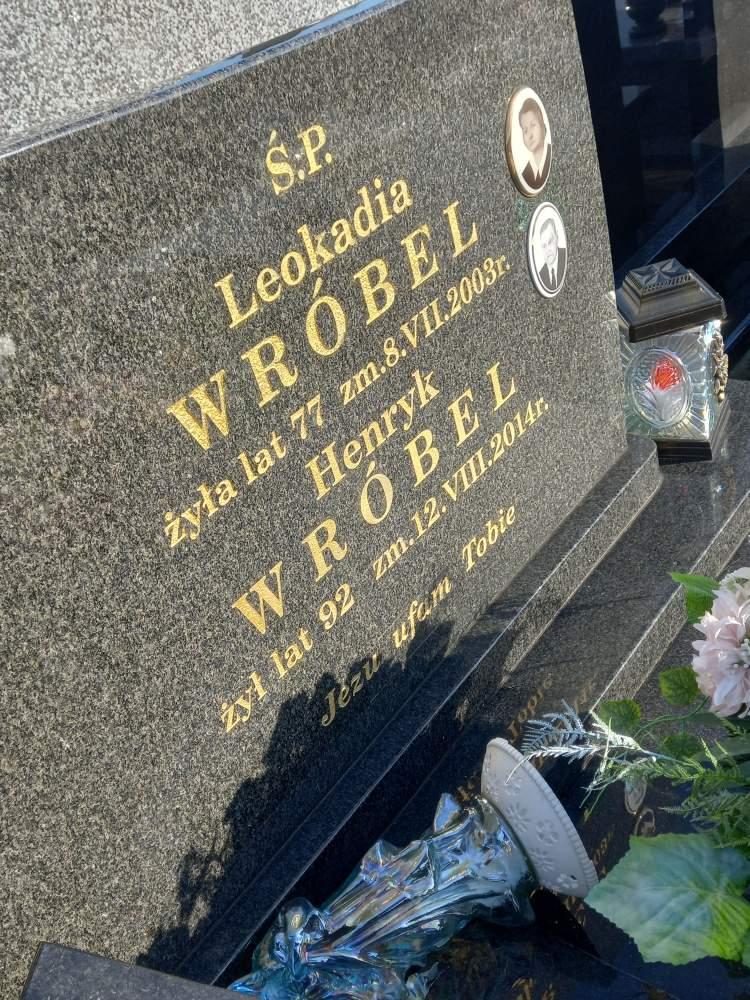 Ś.P.
Leokadia
WRÓBEL
żyła lat 77 zm.8.VII.2003r.
Henryk
WRÓBEL
żył lat 92 zm.12.VIII.2014r.
Jezu ufam Tobie